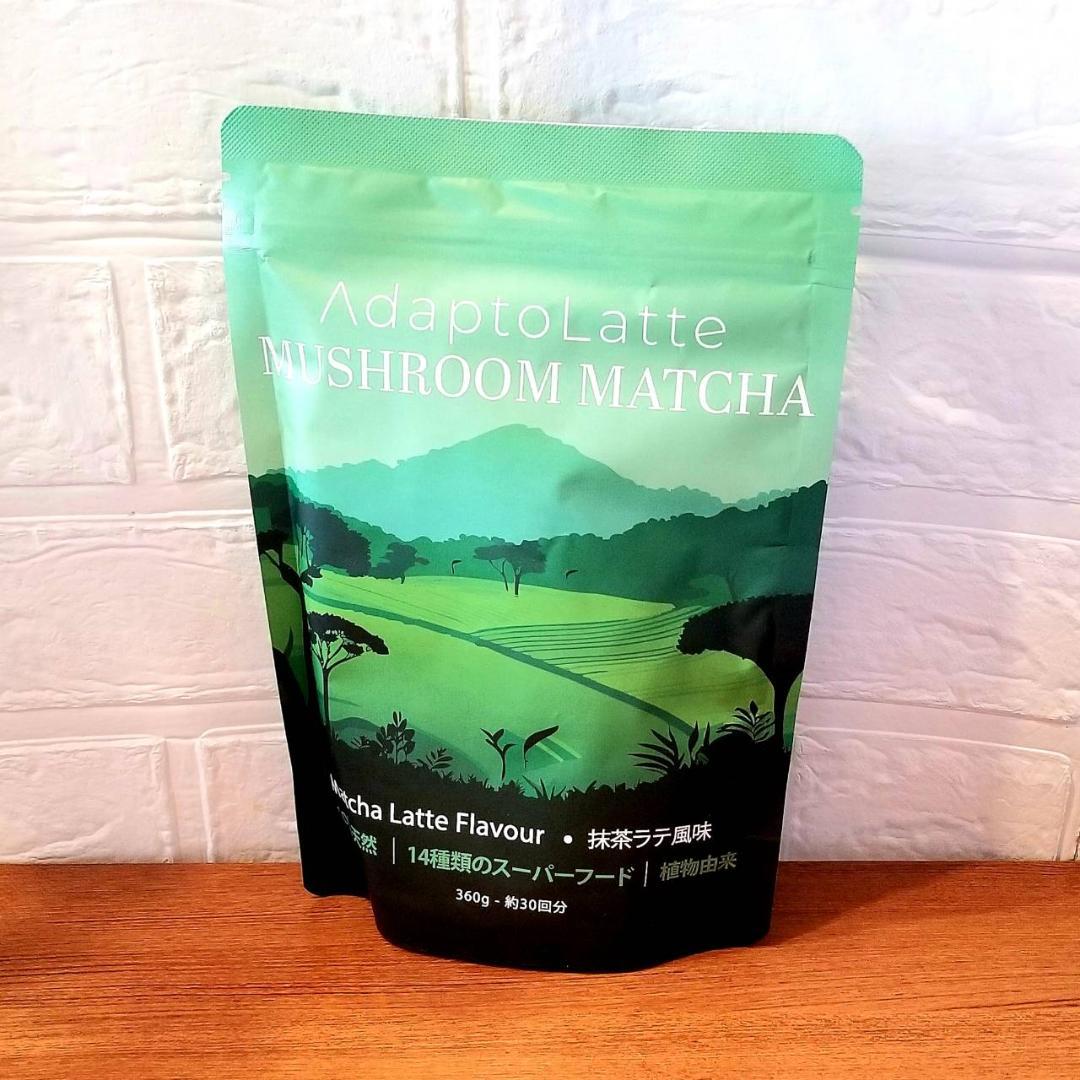 AdaptoLatte
MUSHROOM MATCHA
Matcha Latte Flavour • 抹茶ラテ風味
天然 | 14種類のスーパーフード | 植物由来
360g - 約30回分